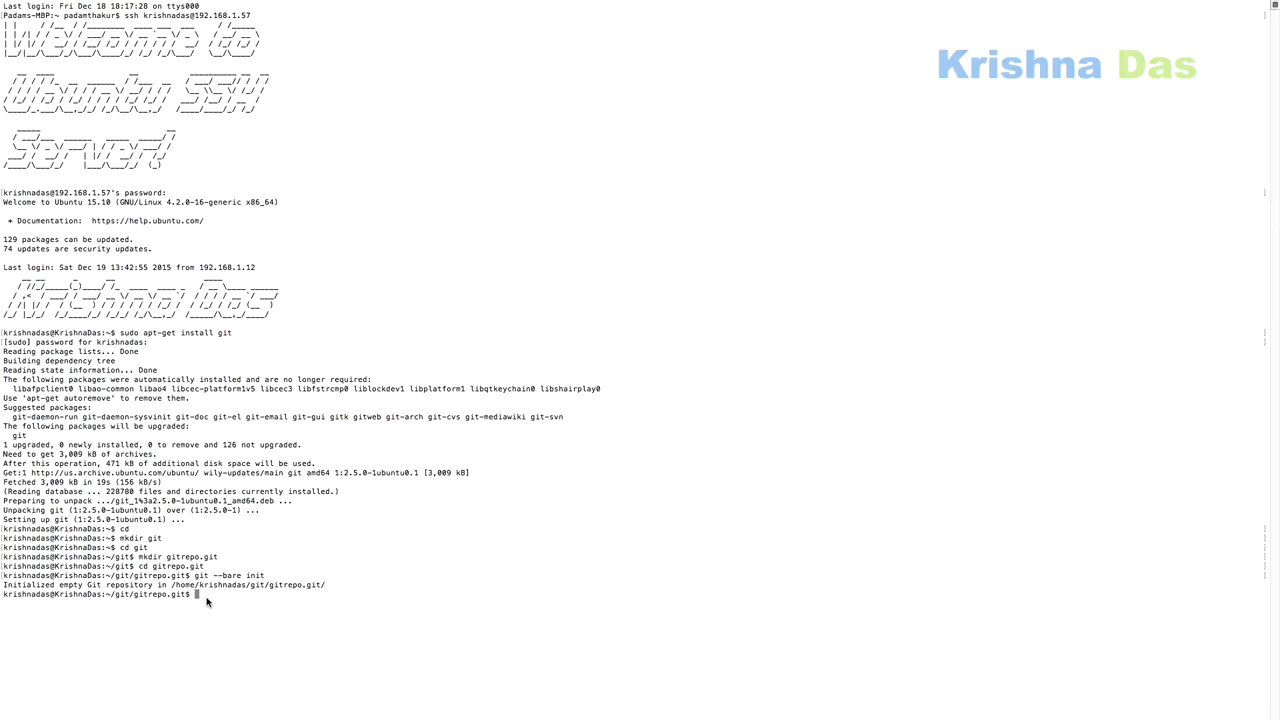 Last login: Fri Dec 18 18:17:28 on ttys000
Padams-MBP:~ padamthakur$ ssh krishnadas@192.168.1.57
Krishna Das
krishnadas@192.168.1.57's password:
Welcome to Ubuntu 15.10 (GNU/Linux 4.2.0-16-generic x86_64)
* Documentation:  https://help.ubuntu.com/
129 packages can be updated.
74 updates are security updates.
Last login: Sat Dec 19 13:42:55 2015 from 192.168.1.12
krishnadas@KrishnaDas:~$ sudo apt-get install git
[sudo] password for krishnadas:
Reading package lists... Done
Building dependency tree
Reading state information... Done
The following packages were automatically installed and are no longer required:
libafpclient0 libao-common libao4 libcec-platform1v5 libcec3 libfstrcmp0 liblockdev1 libplatform1 libqtkeychain0 libshairplay0
Use 'apt-get autoremove' to remove them.
Suggested packages:
git-daemon-run git-daemon-sysvinit git-doc git-el git-email git-gui gitk gitweb git-arch git-cvs git-mediawiki git-svn
The following packages will be upgraded:
git
1 upgraded, 0 newly installed, 0 to remove and 126 not upgraded.
Need to get 3,009 kB of archives.
After this operation, 471 kB of additional disk space will be used.
Get:1 http://us.archive.ubuntu.com/ubuntu/ wily-updates/main git amd64 1:2.5.0-1ubuntu0.1 [3,009 kB]
Fetched 3,009 kB in 19s (156 kB/s)
(Reading database ... 228780 files and directories currently installed.)
Preparing to unpack .../git_1%3a2.5.0-1ubuntu0.1_amd64.deb ...
Unpacking git (1:2.5.0-1ubuntu0.1) over (1:2.5.0-1) ...
Setting up git (1:2.5.0-1ubuntu0.1) ...
krishnadas@KrishnaDas:~$ cd
krishnadas@KrishnaDas:~$ mkdir git
krishnadas@KrishnaDas:~$ cd git
krishnadas@KrishnaDas:~/git$ mkdir gitrepo.git
krishnadas@KrishnaDas:~/git$ cd gitrepo.git
krishnadas@KrishnaDas:~/git/gitrepo.git$ git --bare init
Initialized empty Git repository in /home/krishnadas/git/gitrepo.git/
krishnadas@KrishnaDas:~/git/gitrepo.git$